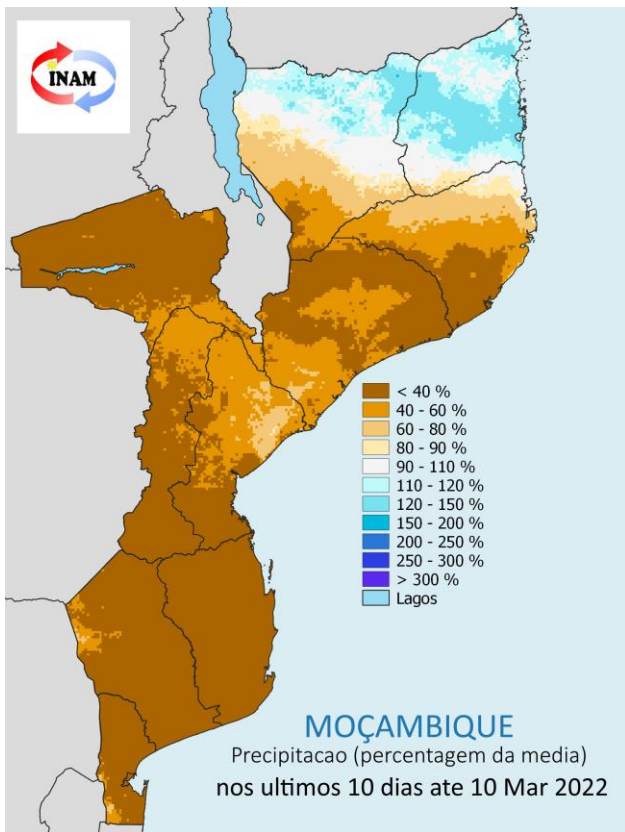 INAM
< 40 %
40 - 60 %
60 - 80 %
80 - 90 %
90 - 110 %
110 - 120 %
120 - 150 %
150 - 200 %
200 - 250 %
250 - 300 %
> 300 %
Lagos
MOÇAMBIQUE
Precipitacao (percentagem da media)
nos ultimos 10 dias ate 10 Mar 2022